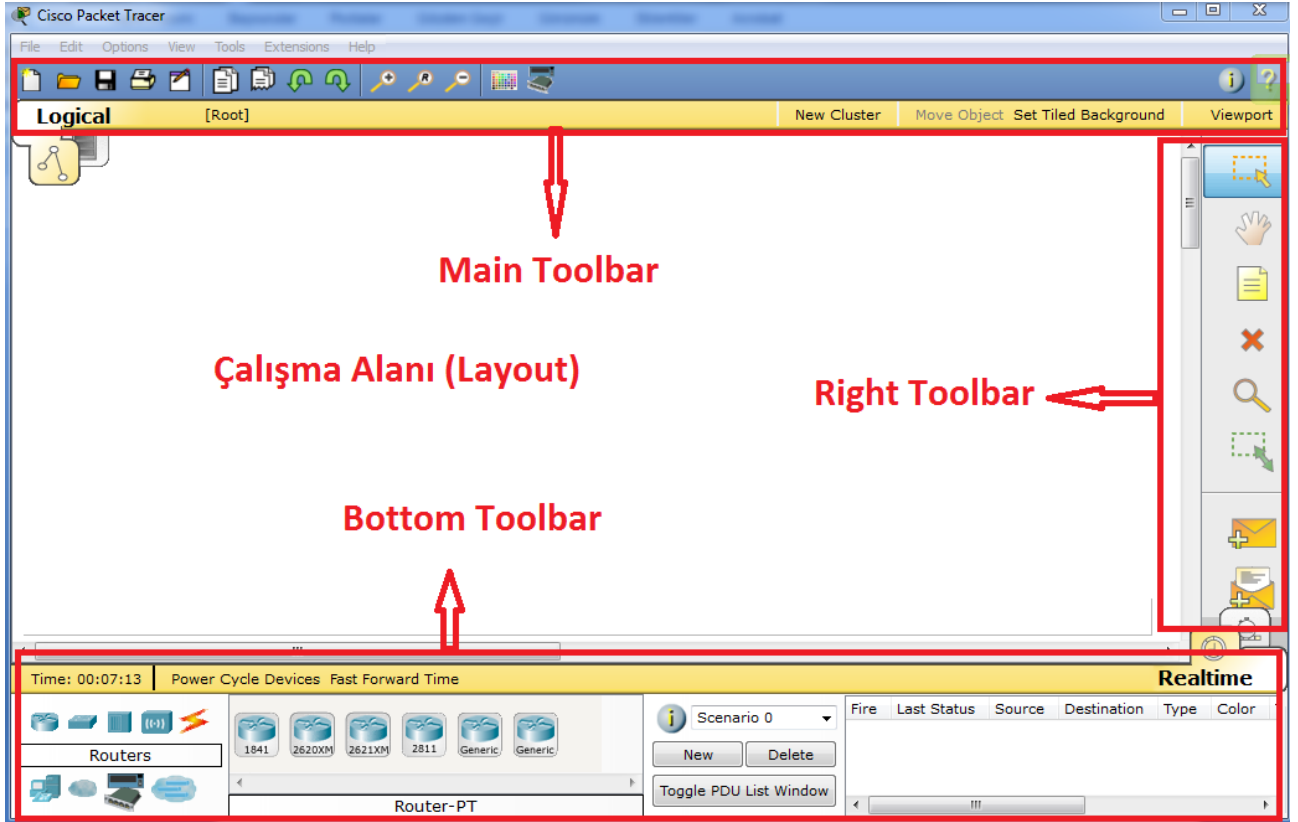 Cisco Packet Tracer
File Edit Options View Tools Extensions Help
Logical [Root] New Cluster Move Object Set Tiled Background Viewport
Main Toolbar
Çalışma Alanı (Layout)
Right Toolbar
Bottom Toolbar
Time: 00:07:13 Power Cycle Devices Fast Forward Time Realtime
Routers
1841 2620XM 2621XM 2811 Generic Generic
Router-PT
Scenario 0
New Delete
Toggle PDU List Window
Fire Last Status Source Destination Type Color